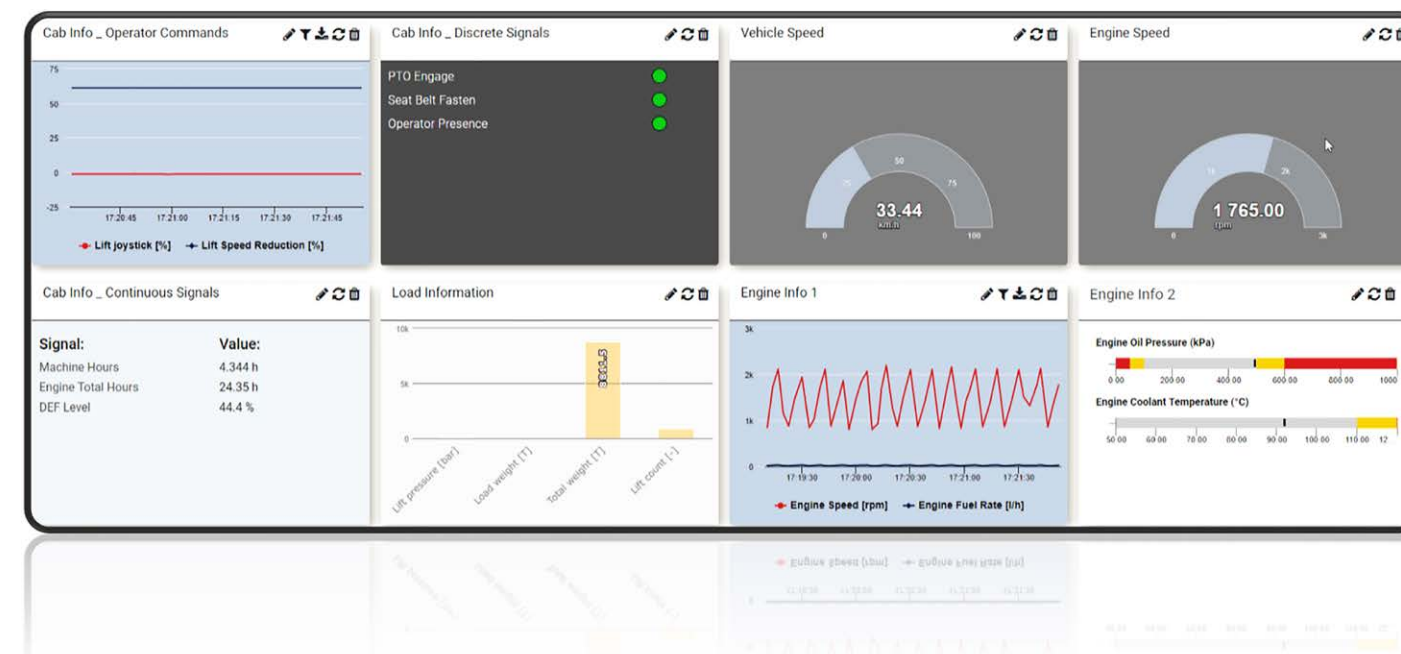 Cab Info _ Operator Commands
75
50
25
0
-25
17:20:45 17:21:00 17:21:15 17:21:30 17:21:45
Lift joystick [%] Lift Speed Reduction [%]
Cab Info _ Discrete Signals
PTO Engage
Seat Belt Fasten
Operator Presence
Vehicle Speed
25
50
75
33.44
km.h
0
100
Engine Speed
1k
2k
1 765.00
rpm
0
3k
Cab Info _ Continuous Signals
Signal: Value:
Machine Hours 4.344 h
Engine Total Hours 24.35 h
DEF Level 44.4 %
Load Information
10k
5k
0
Lift pressure [bar]
Load weight [T]
Total weight [T]
Lift count [-]
Engine Info 1
3k
2k
1k
0
17:19:30 17:20:00 17:20:30 17:21:00 17:21:30
Engine Speed [rpm] Engine Fuel Rate [l/h]
Engine Info 2
Engine Oil Pressure (kPa)
0.00 200.00 400.00 600.00 800.00 1000
Engine Coolant Temperature (°C)
50.00 60.00 70.00 80.00 90.00 100.00 110.00 12